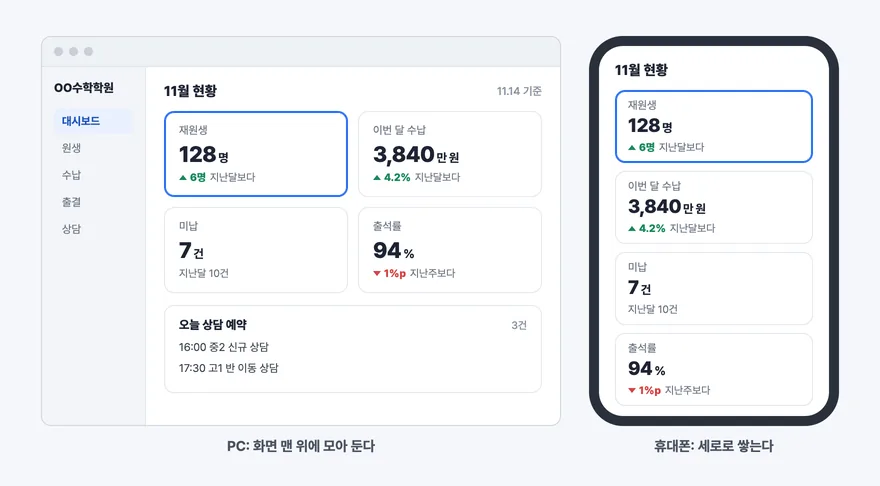 OO수학학원
대시보드
원생
수납
출결
상담
11월 현황
11.14 기준
재원생
128명
▲ 6명 지난달보다
이번 달 수납
3,840만 원
▲ 4.2% 지난달보다
미납
7건
지난달 10건
출석률
94%
▼ 1%p 지난주보다
오늘 상담 예약
3건
16:00 중2 신규 상담
17:30 고1 반 이동 상담
PC: 화면 맨 위에 모아 둔다
11월 현황
재원생
128명
▲ 6명 지난달보다
이번 달 수납
3,840만 원
▲ 4.2% 지난달보다
미납
7건
지난달 10건
출석률
94%
▼ 1%p 지난주보다
휴대폰: 세로로 쌓는다